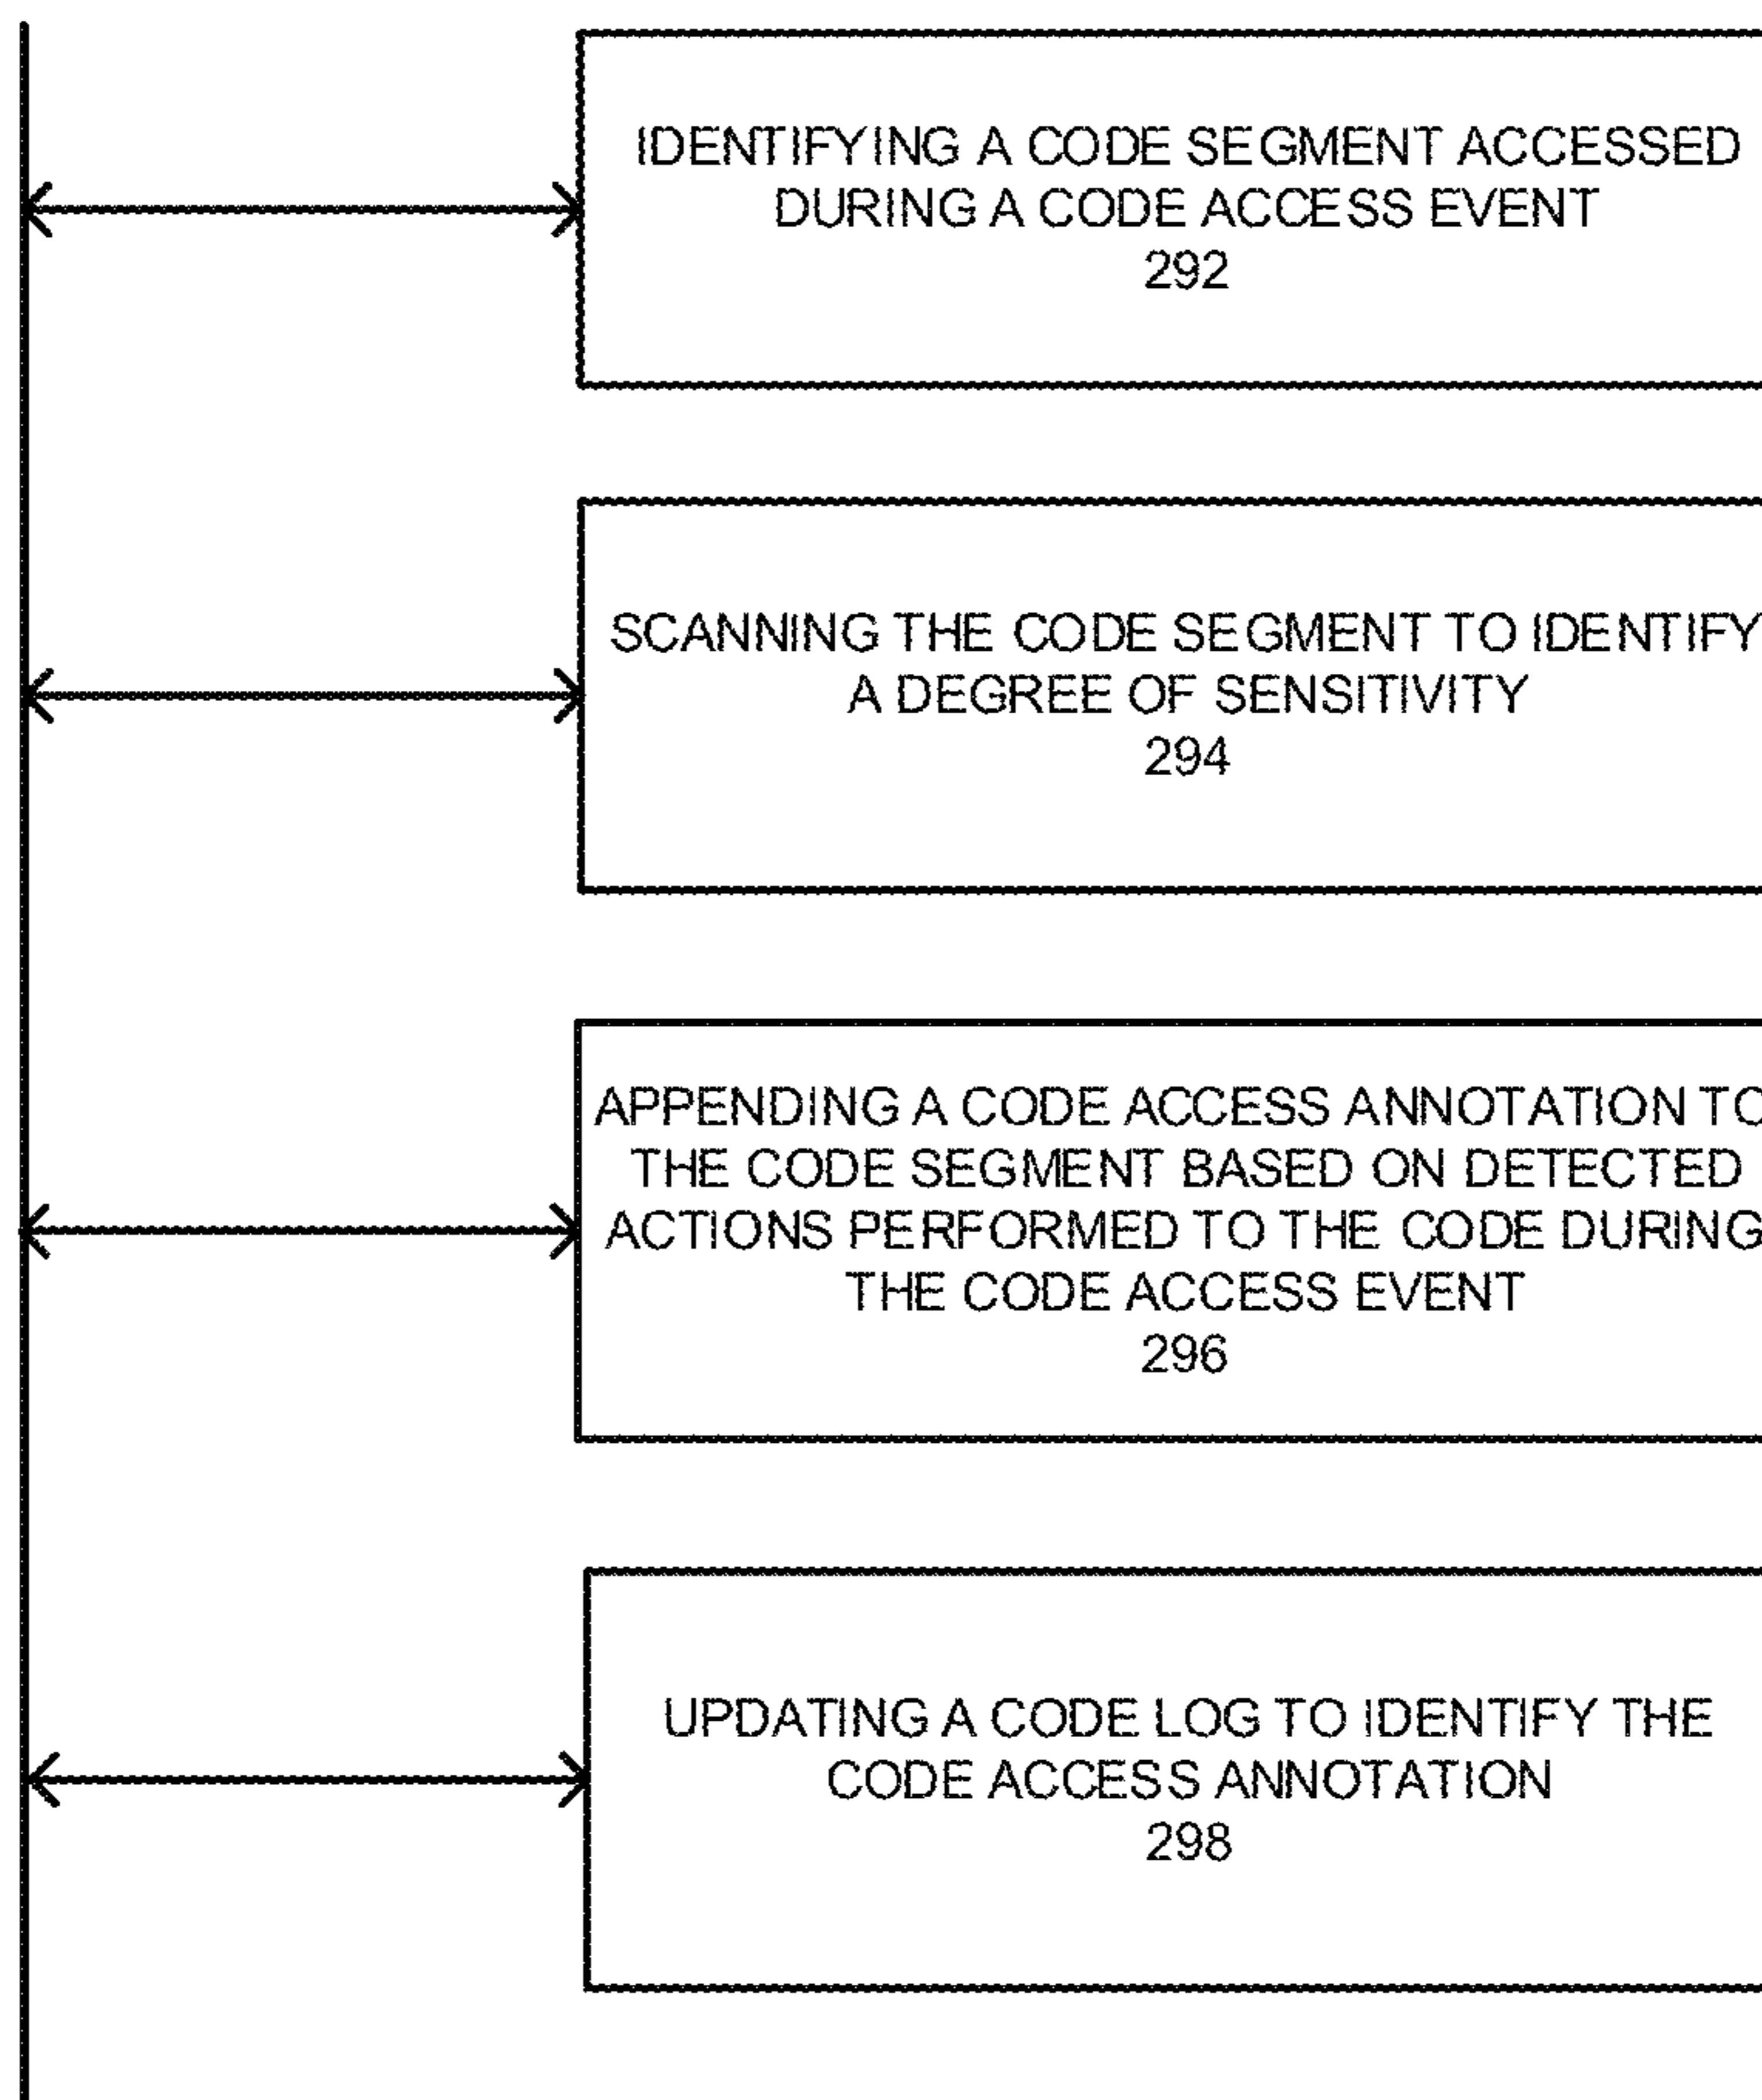 IDENTIFYING A CODE SEGMENT ACCESSED
DURING A CODE ACCESS EVENT
292
SCANNING THE CODE SEGMENT TO IDENTIFY
A DEGREE OF SENSITIVITY
294
APPENDING A CODE ACCESS ANNOTATION TO
THE CODE SEGMENT BASED ON DETECTED
ACTIONS PERFORMED TO THE CODE DURING
THE CODE ACCESS EVENT
296
UPDATING A CODE LOG TO IDENTIFY THE
CODE ACCESS ANNOTATION
298